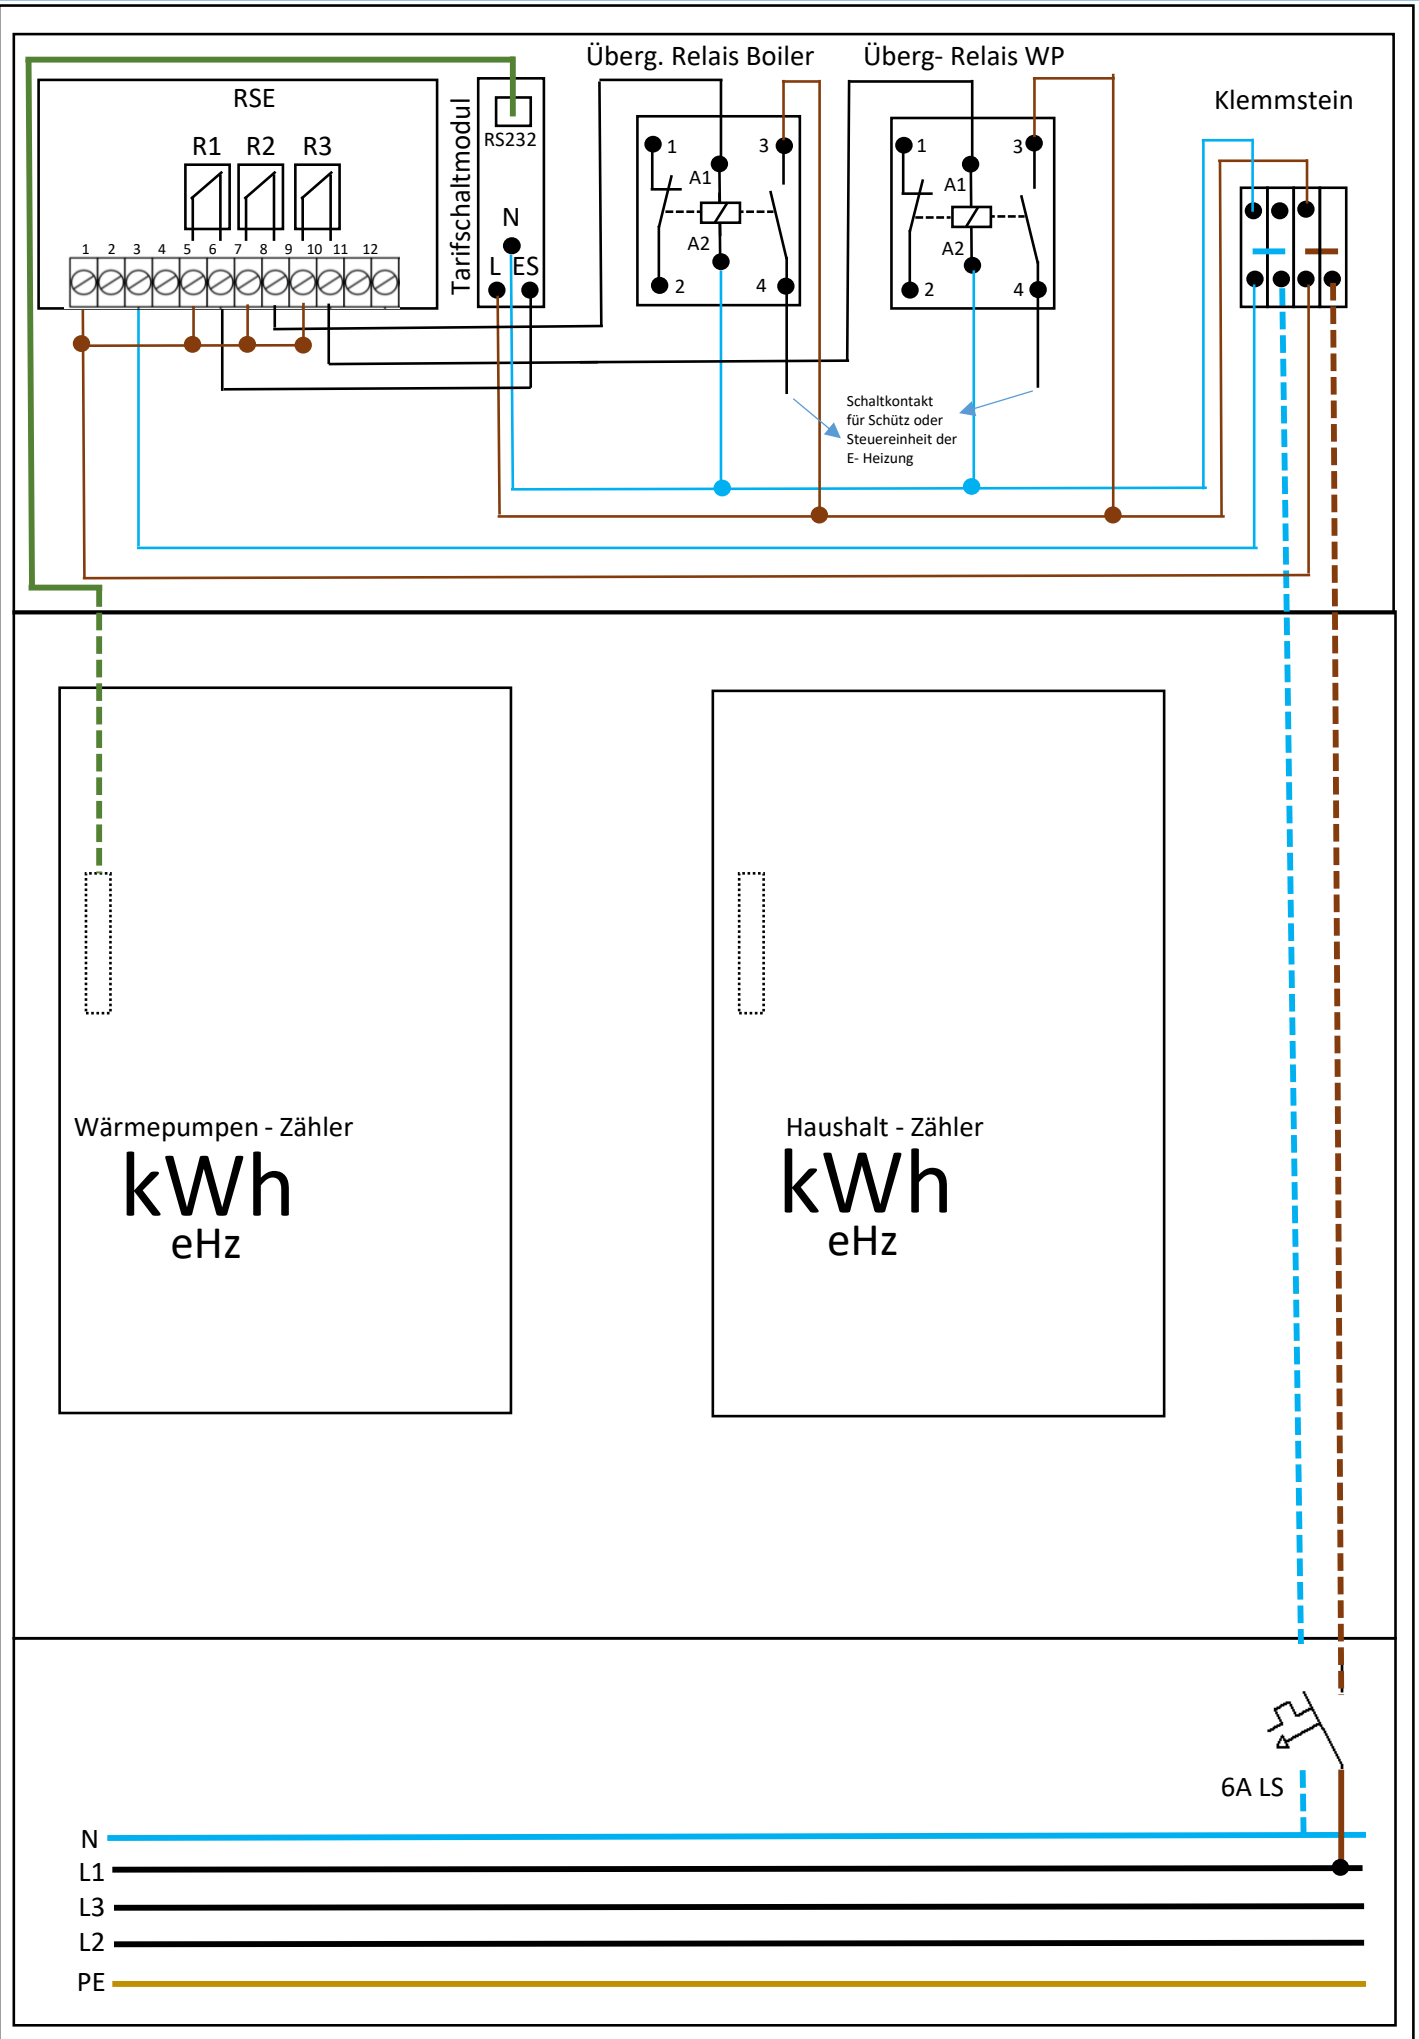 Überg. Relais Boiler
Überg- Relais WP
Klemmstein
RSE
R1 R2 R3
1 2 3 4 5 6 7 8 9 10 11 12
Tarifschaltmodul
RS232
N
L ES
1 3
A1
A2
2 4
1 3
A1
A2
2 4
Schaltkontakt
für Schütz oder
Steuereinheit der
E- Heizung
Wärmepumpen - Zähler
kWh
eHz
Haushalt - Zähler
kWh
eHz
6A LS
N
L1
L3
L2
PE